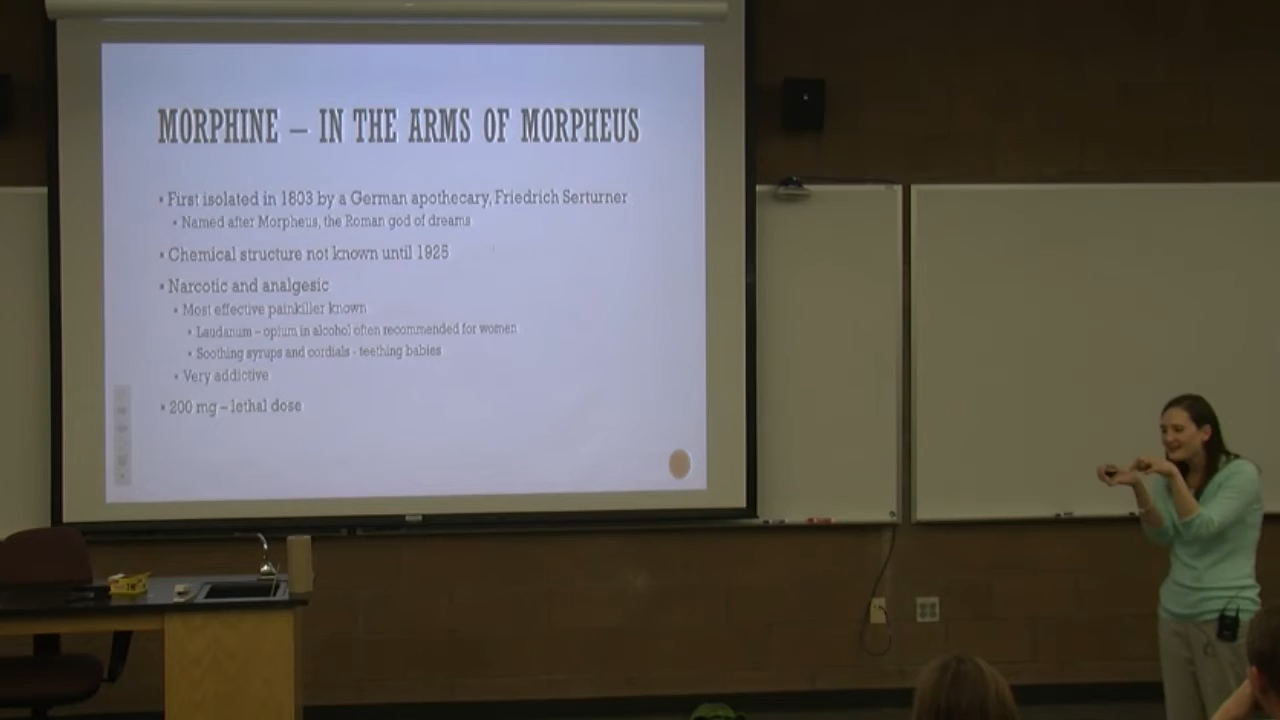 MORPHINE – IN THE ARMS OF MORPHEUS
▪ First isolated in 1803 by a German apothecary, Friedrich Serturner
▪ Named after Morpheus, the Roman god of dreams
▪ Chemical structure not known until 1925
▪ Narcotic and analgesic
▪ Most effective painkiller known
▪ Laudanum – opium in alcohol often recommended for women
▪ Soothing syrups and cordials - teething babies
▪ Very addictive
▪ 200 mg – lethal dose